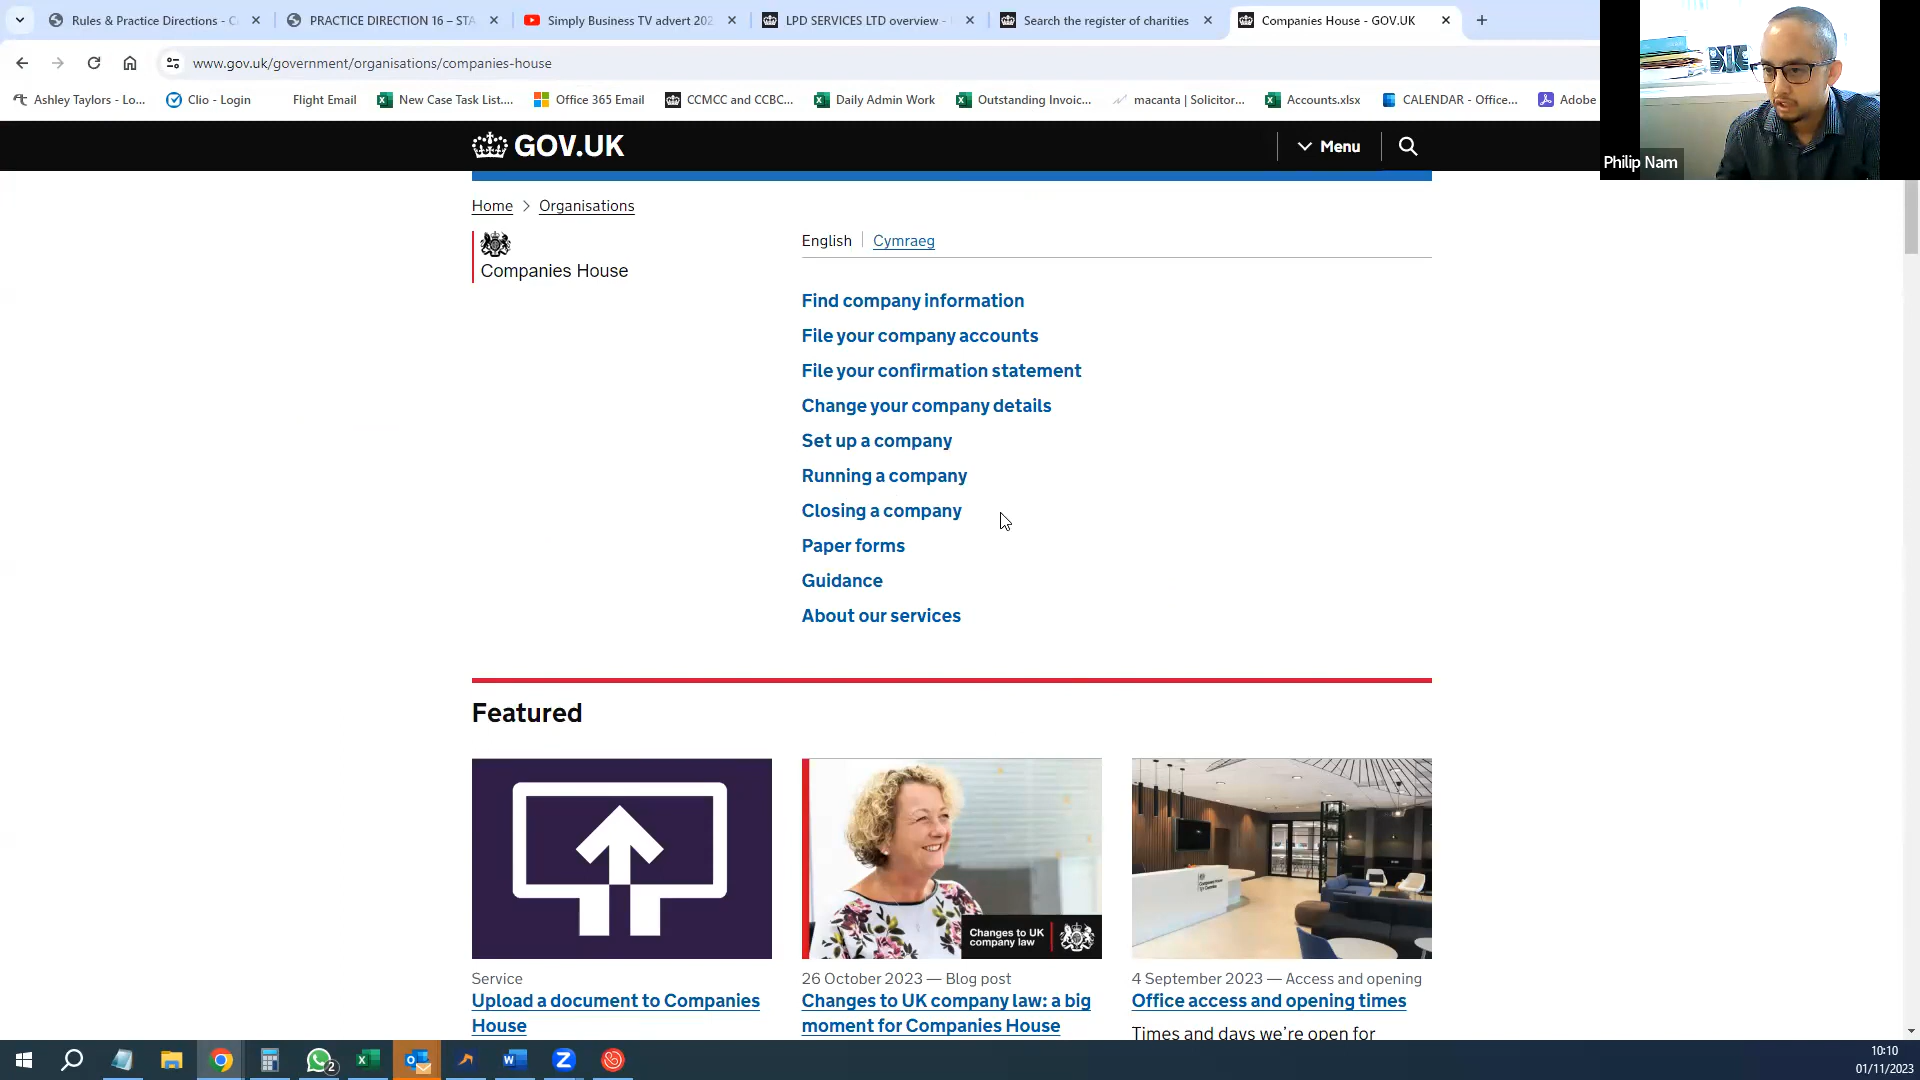 Rules & Practice Directions - C
PRACTICE DIRECTION 16 – STA
Simply Business TV advert 202
LPD SERVICES LTD overview -
Search the register of charities
Companies House - GOV.UK
www.gov.uk/government/organisations/companies-house
Ashley Taylors - Lo...
Clio - Login
Flight Email
New Case Task List....
Office 365 Email
CCMCC and CCBC...
Daily Admin Work
Outstanding Invoic...
macanta | Solicitor...
Accounts.xlsx
CALENDAR - Office...
Adobe
Philip Nam
GOV.UK
Menu
Home
Organisations
Companies House
English
Cymraeg
Find company information
File your company accounts
File your confirmation statement
Change your company details
Set up a company
Running a company
Closing a company
Paper forms
Guidance
About our services
Featured
Changes to UK
company law
Service
Upload a document to Companies
House
26 October 2023 — Blog post
Changes to UK company law: a big
moment for Companies House
4 September 2023 — Access and opening
Office access and opening times
Times and days we're open for
2
10:10
01/11/2023